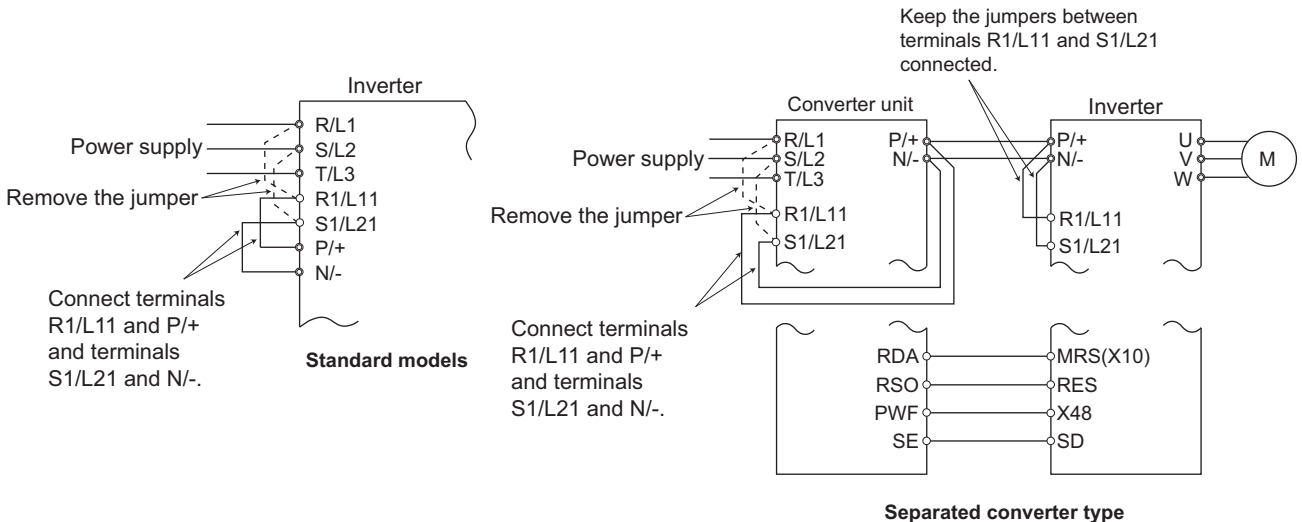 Inverter
Power supply
R/L1
S/L2
T/L3
Remove the jumper
R1/L11
S1/L21
P/+
N/-
Connect terminals
R1/L11 and P/+
and terminals
S1/L21 and N/-.
Standard models
Keep the jumpers between
terminals R1/L11 and S1/L21
connected.
Converter unit
Inverter
Power supply
R/L1
S/L2
T/L3
Remove the jumper
R1/L11
S1/L21
P/+
N/-
P/+
N/-
R1/L11
S1/L21
U
V
W
M
Connect terminals
R1/L11 and P/+
and terminals
S1/L21 and N/-.
RDA
MRS(X10)
RSO
RES
PWF
X48
SE
SD
Separated converter type